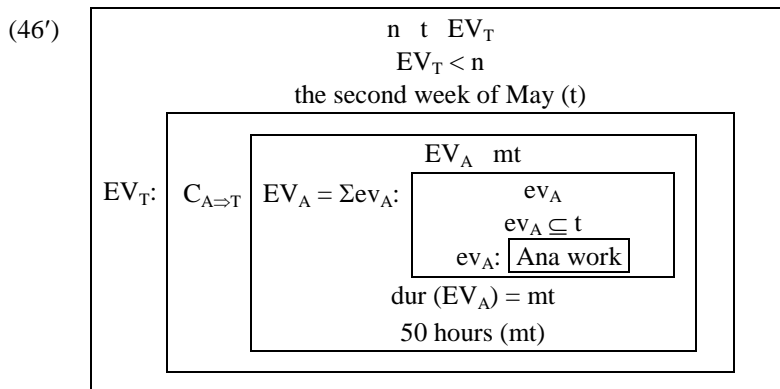 (46′) n t EV_T
EV_T < n
the second week of May (t)
EV_A mt
EV_T: C_A⇒T EV_A = Σev_A: ev_A
ev_A ⊆ t
ev_A: Ana work
dur (EV_A) = mt
50 hours (mt)